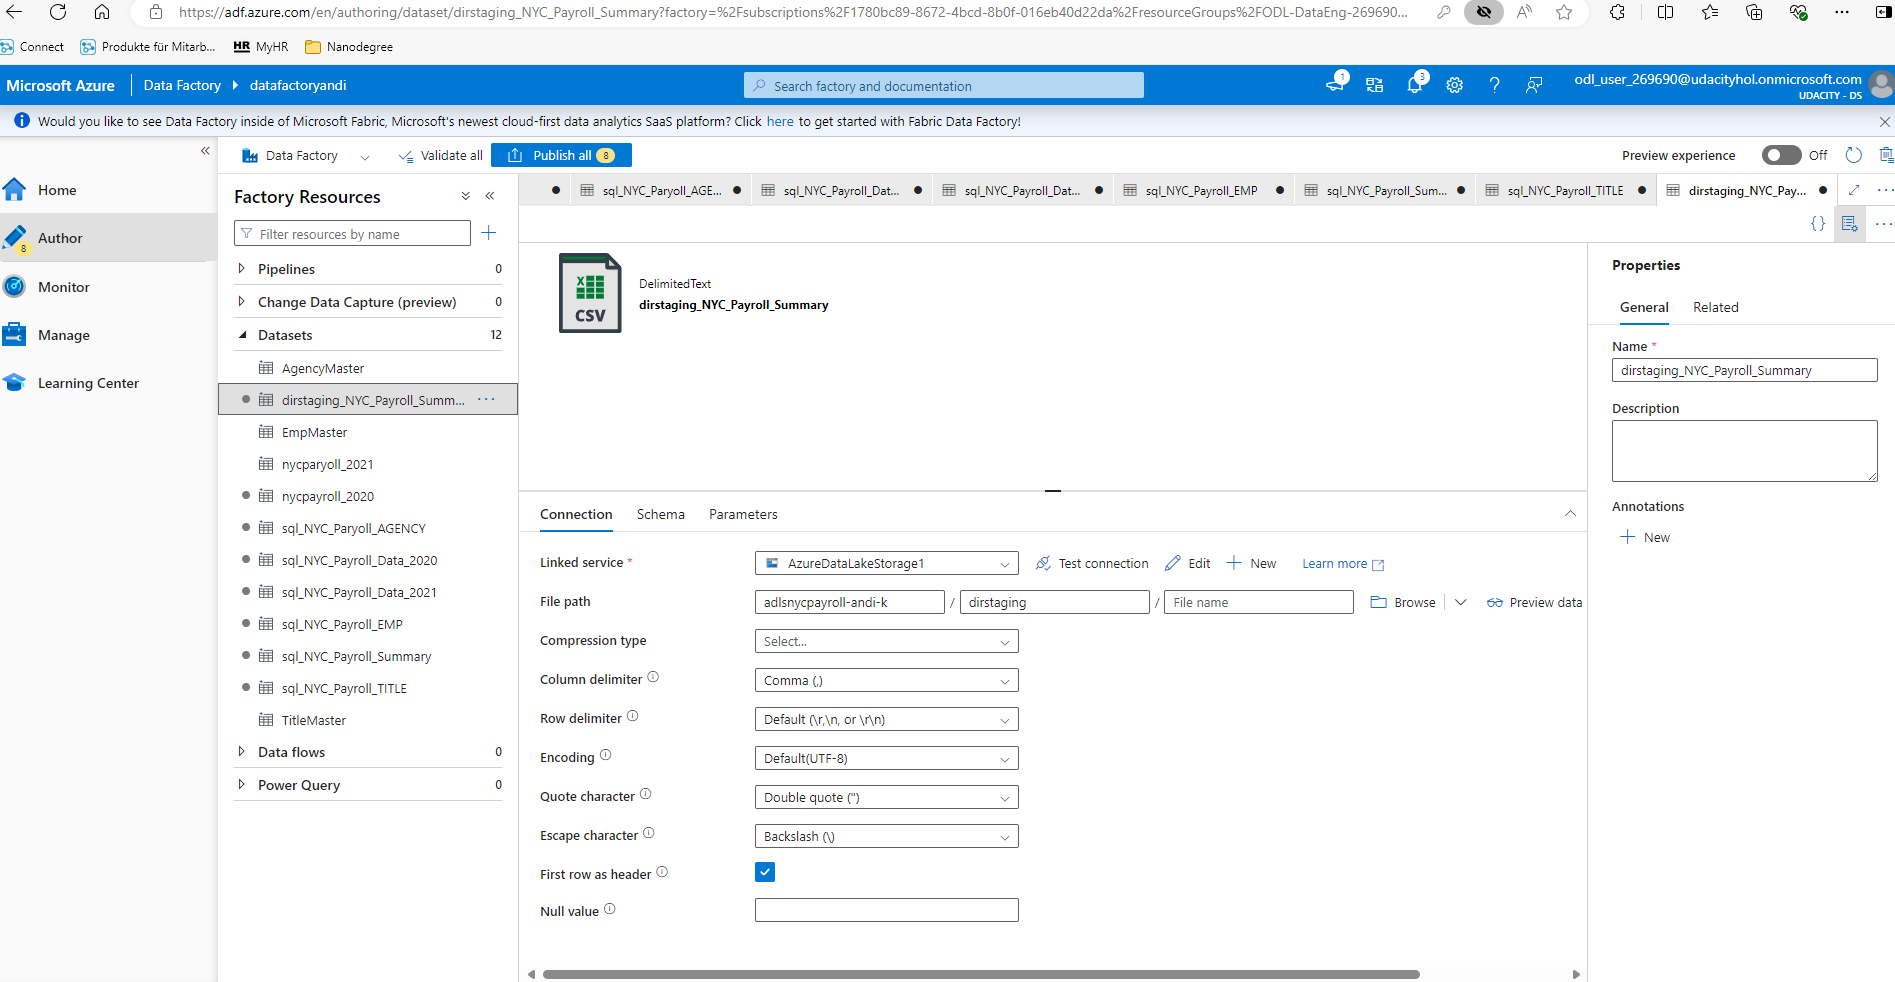 https://adf.azure.com/en/authoring/dataset/dirstaging_NYC_Payroll_Summary?factory=%2Fsubscriptions%2F1780bc89-8672-4bcd-8b0f-016eb40d22da%2FresourceGroups%2FODL-DataEng-269690...
Connect Produkte für Mitarb... HR MyHR Nanodegree
Microsoft Azure Data Factory datafactoryandi Search factory and documentation 1 3 odl_user_269690@udacityhol.onmicrosoft.com
UDACITY - DS
Would you like to see Data Factory inside of Microsoft Fabric, Microsoft's newest cloud-first data analytics SaaS platform? Click here to get started with Fabric Data Factory!
Data Factory Validate all Publish all 8 Preview experience Off
Home
Author
8
Monitor
Manage
Learning Center
Factory Resources
Filter resources by name
Pipelines 0
Change Data Capture (preview) 0
Datasets 12
AgencyMaster
dirstaging_NYC_Payroll_Summ... ...
EmpMaster
nycparyoll_2021
nycpayroll_2020
sql_NYC_Paryoll_AGENCY
sql_NYC_Payroll_Data_2020
sql_NYC_Payroll_Data_2021
sql_NYC_Payroll_EMP
sql_NYC_Payroll_Summary
sql_NYC_Payroll_TITLE
TitleMaster
Data flows 0
Power Query 0
sql_NYC_Paryoll_AGE... sql_NYC_Payroll_Dat... sql_NYC_Payroll_Dat... sql_NYC_Payroll_EMP sql_NYC_Payroll_Sum... sql_NYC_Payroll_TITLE dirstaging_NYC_Pay...
{}
CSV
DelimitedText
dirstaging_NYC_Payroll_Summary
Connection Schema Parameters
Linked service * AzureDataLakeStorage1 Test connection Edit New Learn more
File path adlsnycpayroll-andi-k / dirstaging / File name Browse Preview data
Compression type Select...
Column delimiter Comma (,)
Row delimiter Default (\r,\n, or \r\n)
Encoding Default(UTF-8)
Quote character Double quote (")
Escape character Backslash (\)
First row as header
Null value
Properties
General Related
Name *
dirstaging_NYC_Payroll_Summary
Description
Annotations
New